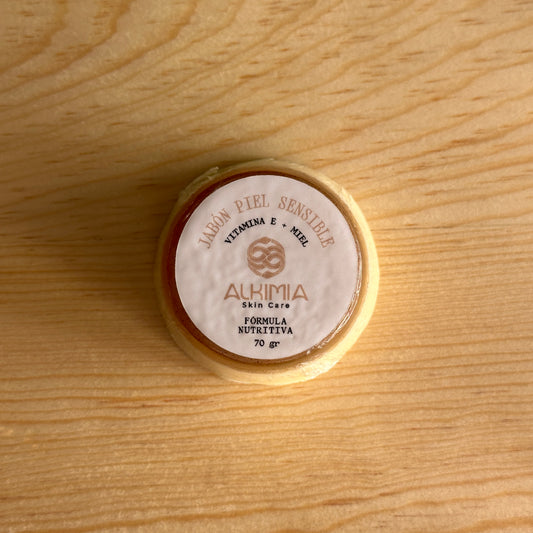 JABÓN PIEL SENSIBLE
VITAMINA E + MIEL
ALKIMIA
Skin Care
FÓRMULA
NUTRITIVA
70 gr